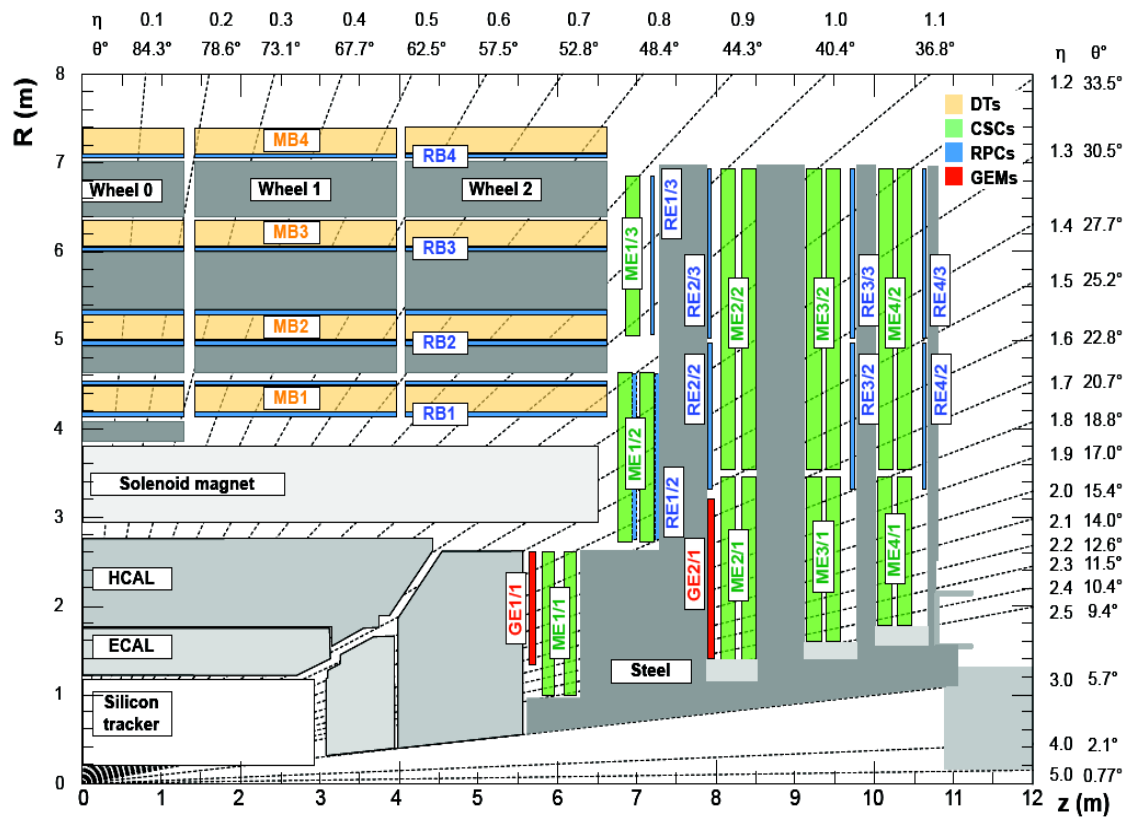 η 0.1 0.2 0.3 0.4 0.5 0.6 0.7 0.8 0.9 1.0 1.1
θ° 84.3° 78.6° 73.1° 67.7° 62.5° 57.5° 52.8° 48.4° 44.3° 40.4° 36.8° η θ°
R (m)
8
7
6
5
4
3
2
1
0
1.2 33.5°
1.3 30.5°
1.4 27.7°
1.5 25.2°
1.6 22.8°
1.7 20.7°
1.8 18.8°
1.9 17.0°
2.0 15.4°
2.1 14.0°
2.2 12.6°
2.3 11.5°
2.4 10.4°
2.5 9.4°
3.0 5.7°
4.0 2.1°
5.0 0.77°
DTs
CSCs
RPCs
GEMs
MB4
RB4
Wheel 0
Wheel 1
Wheel 2
MB3
RB3
MB2
RB2
MB1
RB1
Solenoid magnet
HCAL
ECAL
Silicon
tracker
Steel
ME1/3
RE1/3
RE2/3
ME2/2
ME3/2
RE3/3
ME4/2
RE4/3
RE2/2
RE3/2
RE4/2
ME1/2
RE1/2
GE1/1
ME1/1
GE2/1
ME2/1
ME3/1
ME4/1
0 1 2 3 4 5 6 7 8 9 10 11 12
z (m)